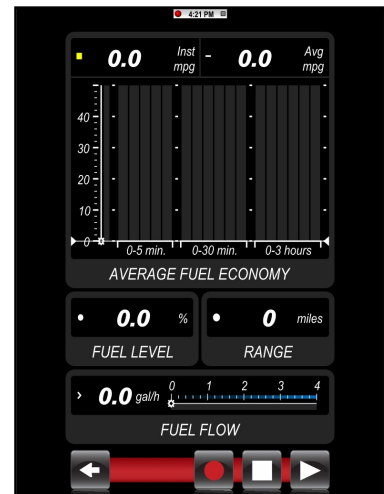 4:21 PM
0.0 Inst mpg - 0.0 Avg mpg
40
30
20
10
0
0-5 min. 0-30 min. 0-3 hours
AVERAGE FUEL ECONOMY
0.0 % 0 miles
FUEL LEVEL RANGE
0 1 2 3 4
> 0.0 gal/h
FUEL FLOW